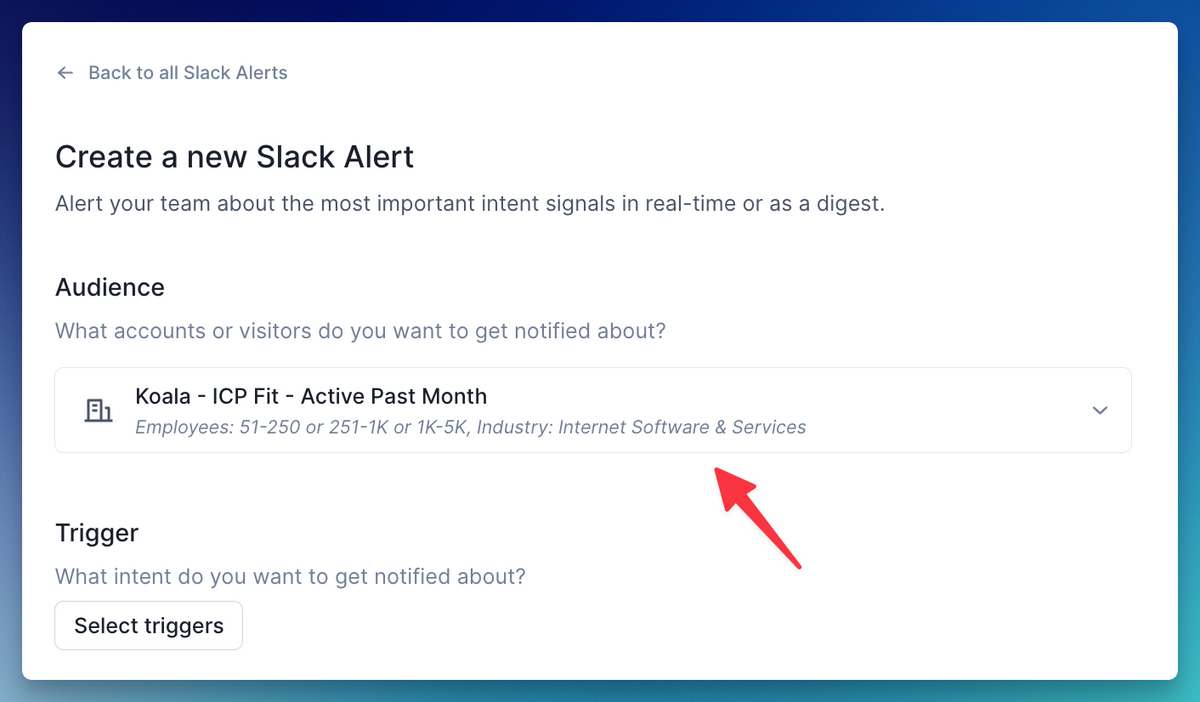 Back to all Slack Alerts
Create a new Slack Alert
Alert your team about the most important intent signals in real-time or as a digest.
Audience
What accounts or visitors do you want to get notified about?
Koala - ICP Fit - Active Past Month
Employees: 51-250 or 251-1K or 1K-5K, Industry: Internet Software & Services
Trigger
What intent do you want to get notified about?
Select triggers